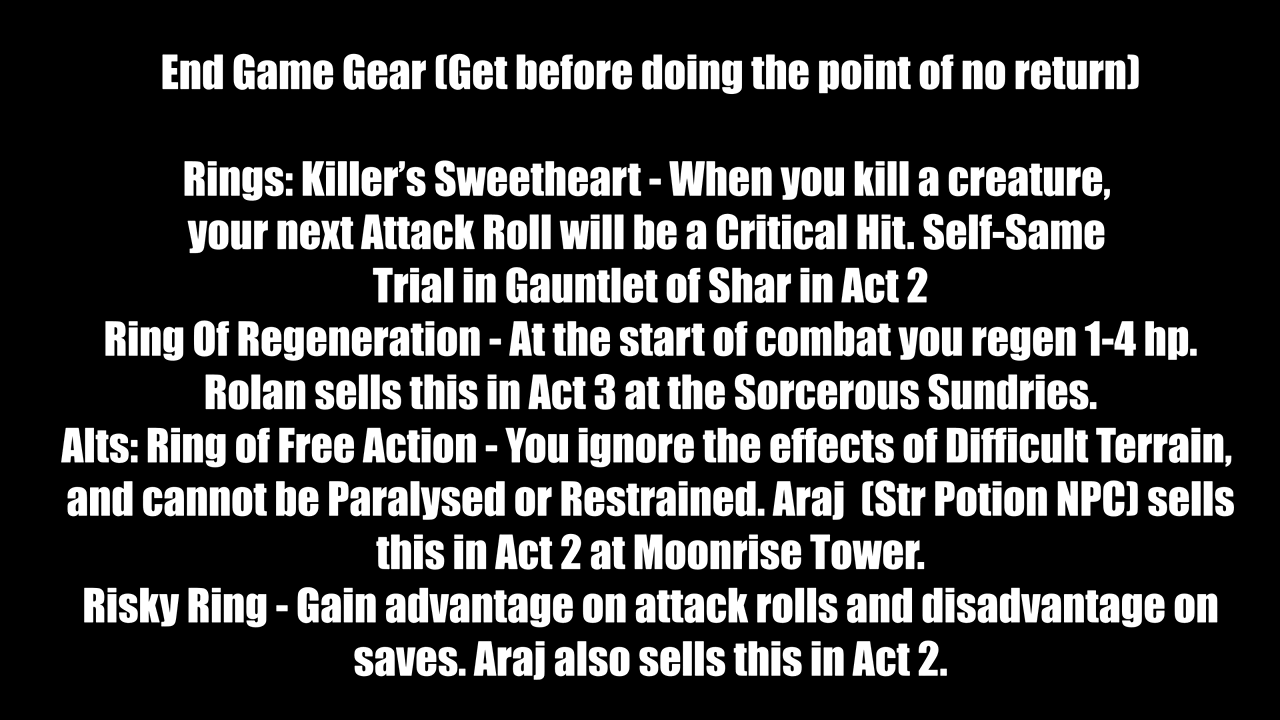 End Game Gear (Get before doing the point of no return)
Rings: Killer’s Sweetheart - When you kill a creature,
your next Attack Roll will be a Critical Hit. Self-Same
Trial in Gauntlet of Shar in Act 2
Ring Of Regeneration - At the start of combat you regen 1-4 hp.
Rolan sells this in Act 3 at the Sorcerous Sundries.
Alts: Ring of Free Action - You ignore the effects of Difficult Terrain,
and cannot be Paralysed or Restrained. Araj  (Str Potion NPC) sells
this in Act 2 at Moonrise Tower.
Risky Ring - Gain advantage on attack rolls and disadvantage on
saves. Araj also sells this in Act 2.